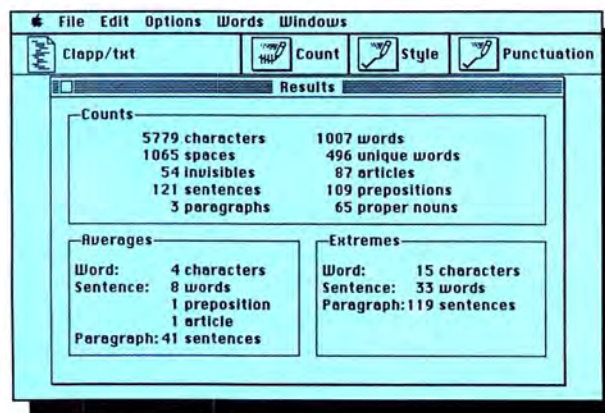 File Edit Options Words Windows
Clapp/txt Count Style Punctuation
Results
Counts
5779 characters 1007 words
1065 spaces 496 unique words
54 invisibles 87 articles
121 sentences 109 prepositions
3 paragraphs 65 proper nouns
Averages
Word: 4 characters
Sentence: 8 words
1 preposition
1 article
Paragraph: 41 sentences
Extremes
Word: 15 characters
Sentence: 33 words
Paragraph: 119 sentences